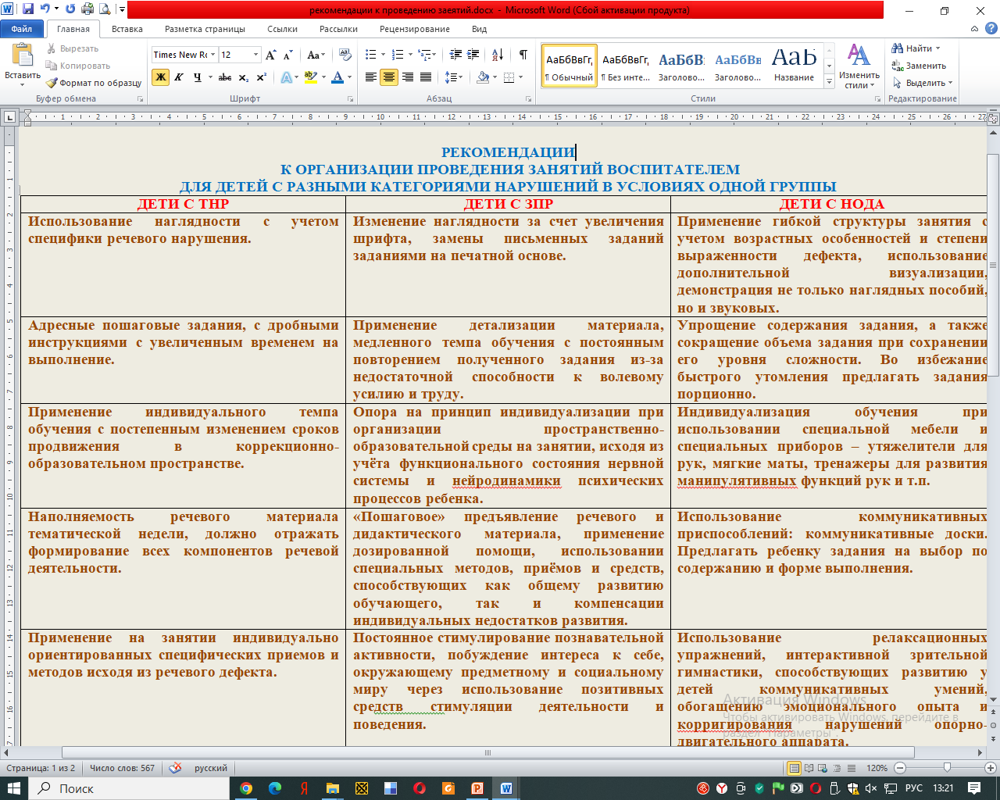 рекомендации к проведению заеятий.docx - Microsoft Word (Сбой активации продукта)
Файл Главная Вставка Разметка страницы Ссылки Рассылки Рецензирование Вид
Вставить
Вырезать
Копировать
Формат по образцу
Буфер обмена
Times New Rc 12
Шрифт
Абзац
АаБбВвГг, АаБбВвГг, АаБбВ АаБбВв АаБ
¶ Обычный ¶ Без инте... Заголово... Заголово... Название
Изменить стили
Стили
Найти
Заменить
Выделить
Редактирование
РЕКОМЕНДАЦИИ
К ОРГАНИЗАЦИИ ПРОВЕДЕНИЯ ЗАНЯТИЙ ВОСПИТАТЕЛЕМ
ДЛЯ ДЕТЕЙ С РАЗНЫМИ КАТЕГОРИЯМИ НАРУШЕНИЙ В УСЛОВИЯХ ОДНОЙ ГРУППЫ
ДЕТИ С ТНР
ДЕТИ С ЗПР
ДЕТИ С НОДА
Использование наглядности с учетом
специфики речевого нарушения.
Изменение наглядности за счет увеличения
шрифта, замены письменных заданий
заданиями на печатной основе.
Применение гибкой структуры занятия с
учетом возрастных особенностей и степени
выраженности дефекта, использование
дополнительной визуализации,
демонстрация не только наглядных пособий,
но и звуковых.
Адресные пошаговые задания, с дробными
инструкциями с увеличенным временем на
выполнение.
Применение детализации материала,
медленного темпа обучения с постоянным
повторением полученного задания из-за
недостаточной способности к волевому
усилию и труду.
Упрощение содержания задания, а также
сокращение объема задания при сохранении
его уровня сложности. Во избежание
быстрого утомления предлагать задания
порционно.
Применение индивидуального темпа
обучения с постепенным изменением сроков
продвижения в коррекционно-
образовательном пространстве.
Опора на принцип индивидуализации при
организации пространственно-
образовательной среды на занятии, исходя из
учёта функционального состояния нервной
системы и нейродинамики психических
процессов ребенка.
Индивидуализация обучения при
использовании специальной мебели и
специальных приборов – утяжелители для
рук, мягкие маты, тренажеры для развития
манипулятивных функций рук и т.п.
Наполняемость речевого материала
тематической недели, должно отражать
формирование всех компонентов речевой
деятельности.
«Пошаговое» предъявление речевого и
дидактического материала, применение
дозированной помощи, использовании
специальных методов, приёмов и средств,
способствующих как общему развитию
обучающего, так и компенсации
индивидуальных недостатков развития.
Использование коммуникативных
приспособлений: коммуникативные доски.
Предлагать ребенку задания на выбор по
содержанию и форме выполнения.
Применение на занятии индивидуально
ориентированных специфических приемов и
методов исходя из речевого дефекта.
Постоянное стимулирование познавательной
активности, побуждение интереса к себе,
окружающему предметному и социальному
миру через использование позитивных
средств стимуляции деятельности и
поведения.
Использование релаксационных
упражнений, интерактивной зрительной
гимнастики, способствующих развитию у
детей коммуникативных умений,
обогащению эмоционального опыта и
корригирования нарушений опорно-
двигательного аппарата.
Активация Windows
Чтобы активировать Windows, перейдите в
раздел "Параметры".
Страница: 1 из 2 Число слов: 567 русский 120%
Поиск РУС 13:21